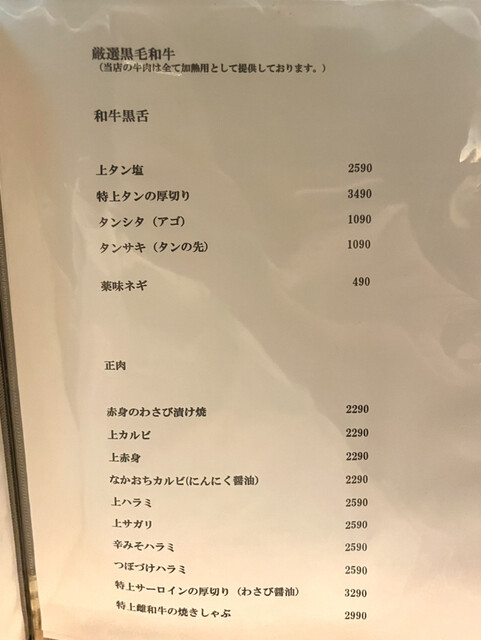 厳選黒毛和牛
（当店の牛肉は全て加熱用として提供しております。）
和牛黒舌
上タン塩 2590
特上タンの厚切り 3490
タンシタ（アゴ） 1090
タンサキ（タンの先） 1090
薬味ネギ 490
正肉
赤身のわさび漬け焼 2290
上カルビ 2290
上赤身 2290
なかおちカルビ(にんにく醤油) 2290
上ハラミ 2590
上サガリ 2590
辛みそハラミ 2590
つぼづけハラミ 2590
特上サーロインの厚切り（わさび醤油） 3290
特上雌和牛の焼きしゃぶ 2990